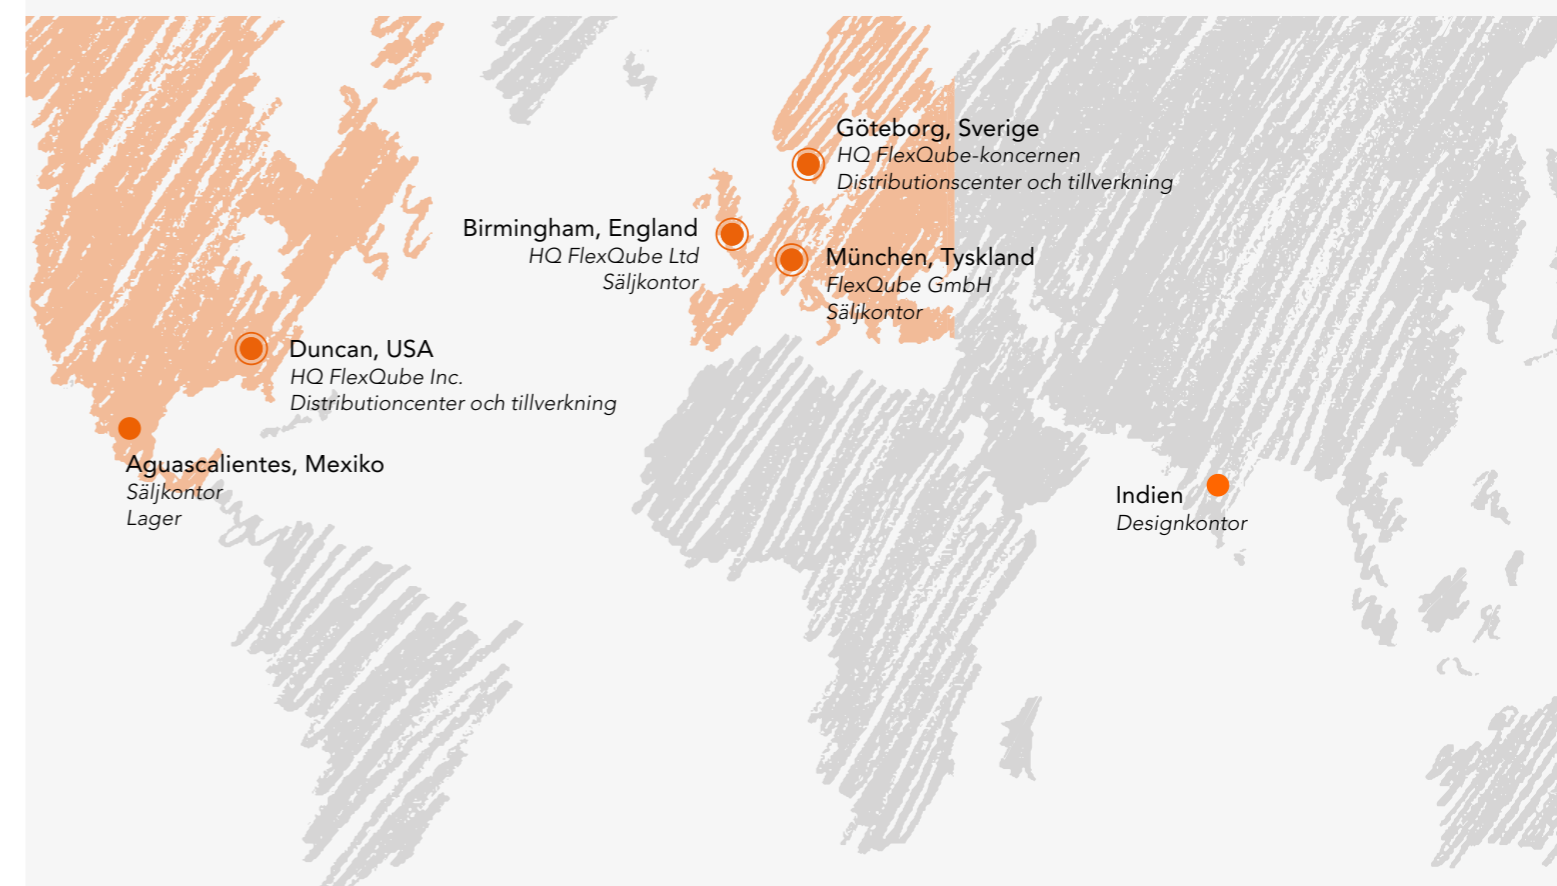 Göteborg, Sverige
HQ FlexQube-koncernen
Distributionscenter och tillverkning
Birmingham, England
HQ FlexQube Ltd
Säljkontor
München, Tyskland
FlexQube GmbH
Säljkontor
Duncan, USA
HQ FlexQube Inc.
Distributioncenter och tillverkning
Aguascalientes, Mexiko
Säljkontor
Lager
Indien
Designkontor